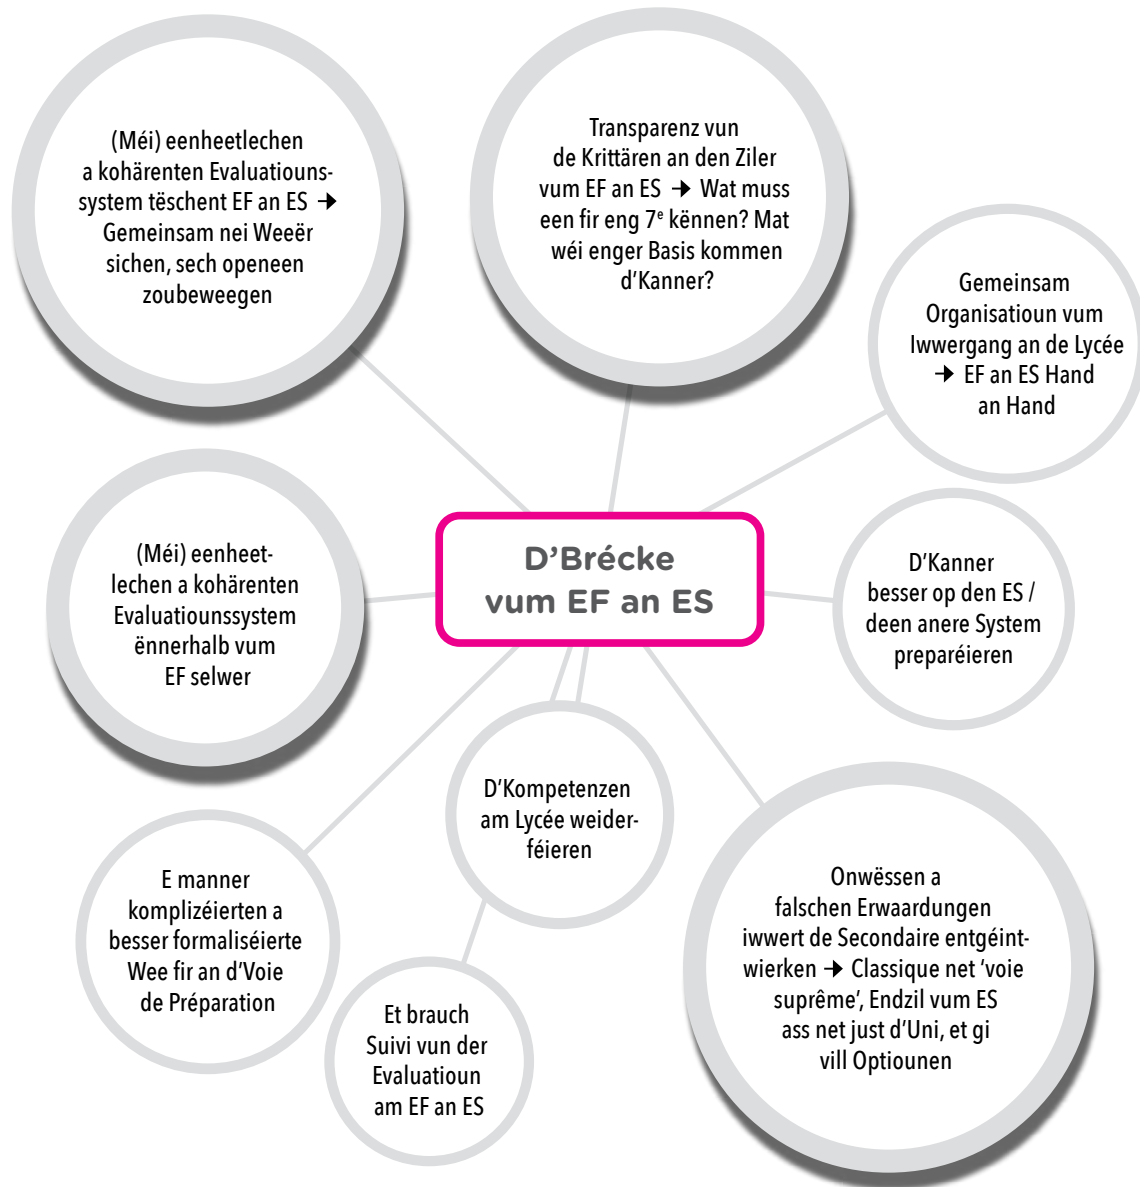 (Méi) eenheetlechen
a kohärenten Evaluatiouns-
system tëschent EF an ES →
Gemeinsam nei Weeër
sichen, sech openeen
zoubeweegen
Transparenz vun
de Krittären an den Ziler
vum EF an ES → Wat muss
een fir eng 7e kënnen? Mat
wéi enger Basis kommen
d'Kanner?
Gemeinsam
Organisatioun vum
Iwwergang an de Lycée
→ EF an ES Hand
an Hand
(Méi) eenheet-
lechen a kohärenten
Evaluatiounssystem
ënnerhalb vum
EF selwer
D'Brécke
vum EF an ES
D'Kanner
besser op den ES /
deen anere System
preparéieren
D'Kompetenzen
am Lycée weider-
féieren
E manner
komplizéierten a
besser formaliséierte
Wee fir an d'Voie
de Préparation
Et brauch
Suivi vun der
Evaluatioun
am EF an ES
Onwëssen a
falschen Erwaardungen
iwwert de Secondaire entgéint-
wierken → Classique net 'voie
suprême', Endzil vum ES
ass net just d'Uni, et gi
vill Optiounen